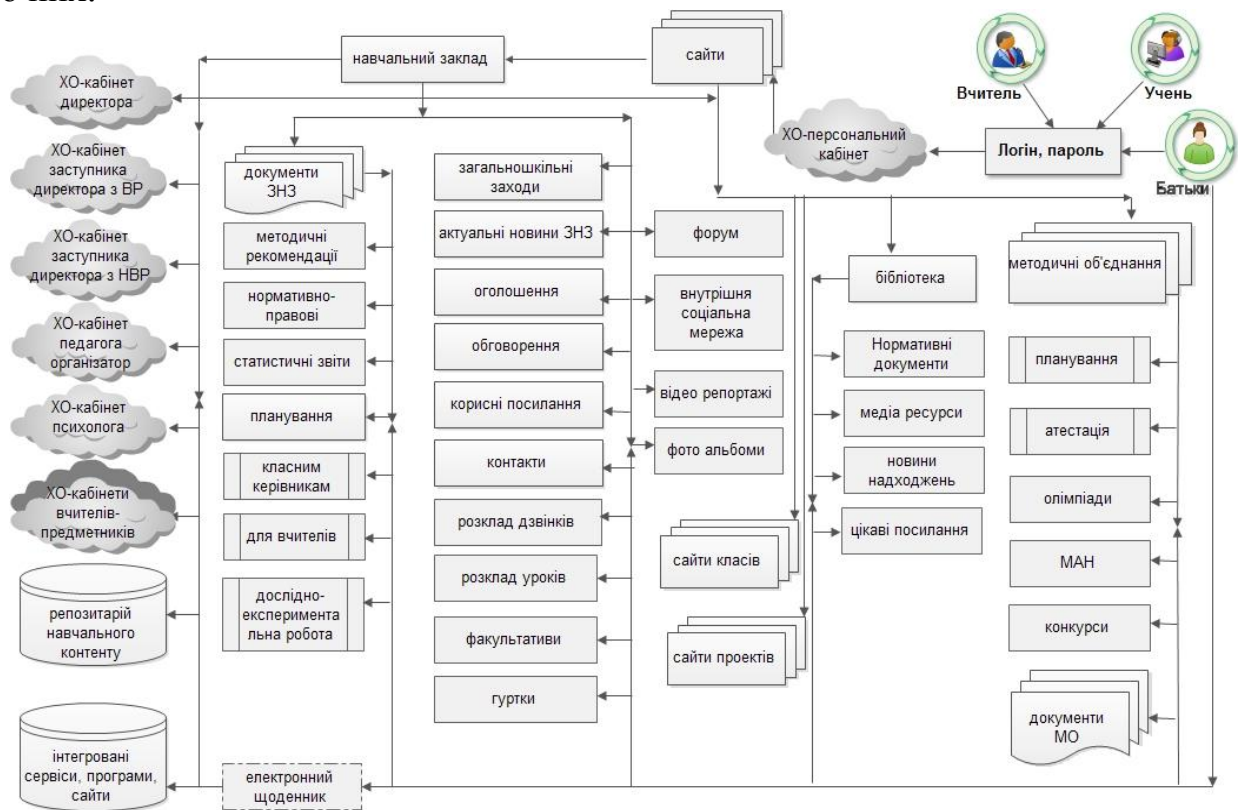 навчальний заклад
сайти
Вчитель
Учень
ХО-кабінет
директора
ХО-персональний
кабінет
Логін, пароль
Батьки
ХО-кабінет
заступника
директора з ВР
ХО-кабінет
заступника
директора з НВР
ХО-кабінет
педагога
організатор
ХО-кабінет
психолога
ХО-кабінети
вчителів-
предметників
репозитарій
навчального
контенту
інтегровані
сервіси, програми,
сайти
документи
ЗНЗ
методичні
рекомендації
нормативно-
правові
статистичні звіти
планування
класним
керівникам
для вчителів
дослідно-
експеримента
льна робота
електронний
щоденник
загальношкільні
заходи
актуальні новини ЗНЗ
оголошення
обговорення
корисні посилання
контакти
розклад дзвінків
розклад уроків
факультативи
гуртки
форум
внутрішня
соціальна
мережа
відео репортажі
фото альбоми
сайти класів
сайти проектів
бібліотека
Нормативні
документи
медіа ресурси
новини
надходжень
цікаві посилання
методичні об'єднання
планування
атестація
олімпіади
МАН
конкурси
документи
МО